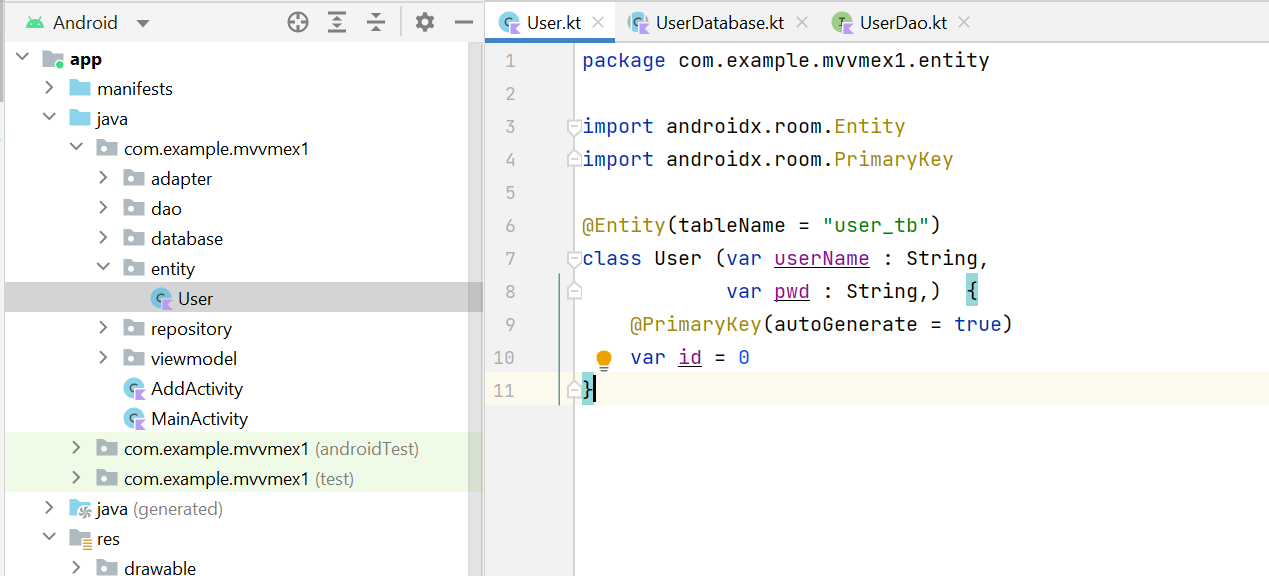 Android
app
manifests
java
com.example.mvvmex1
adapter
dao
database
entity
User
repository
viewmodel
AddActivity
MainActivity
com.example.mvvmex1 (androidTest)
com.example.mvvmex1 (test)
java (generated)
res
drawable
User.kt UserDatabase.kt UserDao.kt
1 package com.example.mvvmex1.entity
2
3 import androidx.room.Entity
4 import androidx.room.PrimaryKey
5
6 @Entity(tableName = "user_tb")
7 class User (var userName : String,
8 var pwd : String,) {
9 @PrimaryKey(autoGenerate = true)
10 var id = 0
11 }